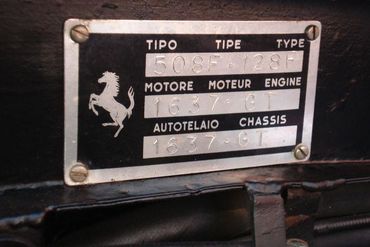 TIPO TIPE TYPE
508F-128F
MOTORE MOTEUR ENGINE
1637-GT
AUTOTELAIO CHASSIS
1637-GT